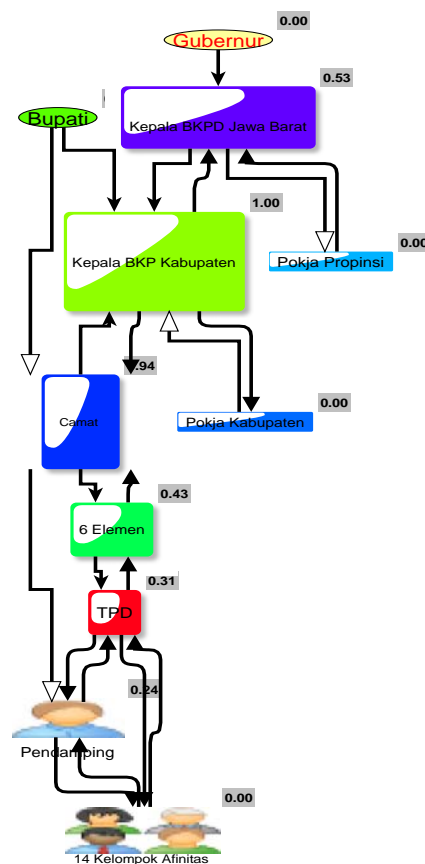 0.00
Gubernur
0.53
Kepala BKPD Jawa Barat
Bupati
1.00
Kepala BKP Kabupaten
0.00
Pokja Propinsi
.94
Camat
0.00
Pokja Kabupaten
0.43
6 Elemen
0.31
TPD
0.24
Pendamping
0.00
14 Kelompok Afinitas